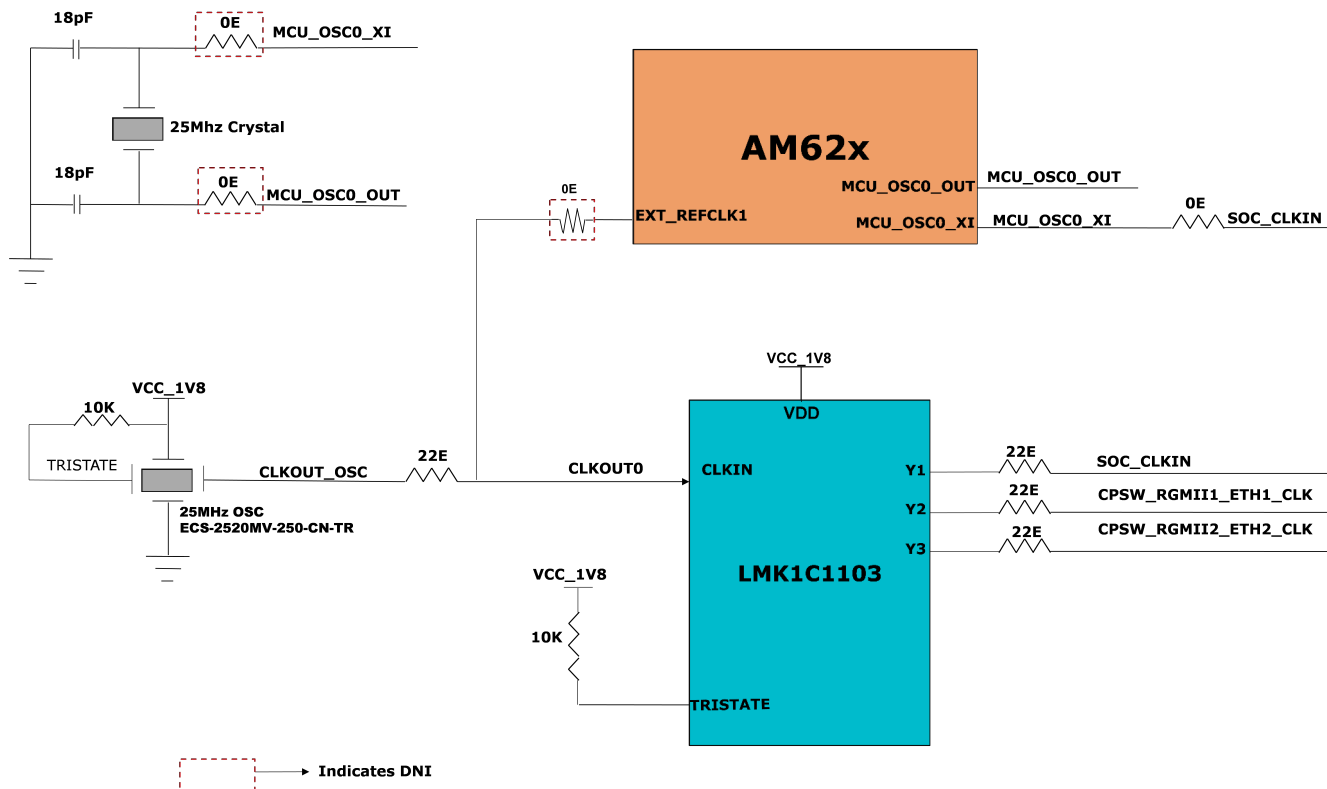 18pF
0E
MCU_OSC0_XI
25Mhz Crystal
18pF
0E
MCU_OSC0_OUT
AM62x
MCU_OSC0_OUT
MCU_OSC0_OUT
0E
EXT_REFCLK1
MCU_OSC0_XI
MCU_OSC0_XI
0E
SOC_CLKIN
VCC_1V8
10K
TRISTATE
CLKOUT_OSC
25MHz OSC
ECS-2520MV-250-CN-TR
22E
CLKOUT0
VCC_1V8
VDD
CLKIN
Y1
22E
SOC_CLKIN
Y2
22E
CPSW_RGMII1_ETH1_CLK
Y3
22E
CPSW_RGMII2_ETH2_CLK
LMK1C1103
VCC_1V8
10K
TRISTATE
Indicates DNI